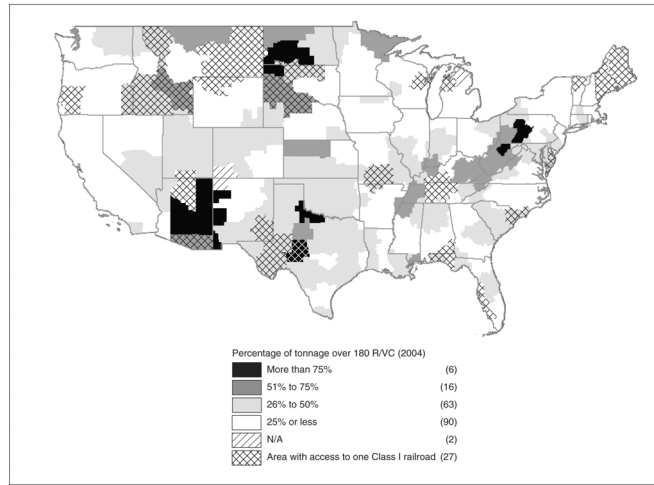 Percentage of tonnage over 180 R/VC (2004)
More than 75% (6)
51% to 75% (16)
26% to 50% (63)
25% or less (90)
N/A (2)
Area with access to one Class I railroad (27)